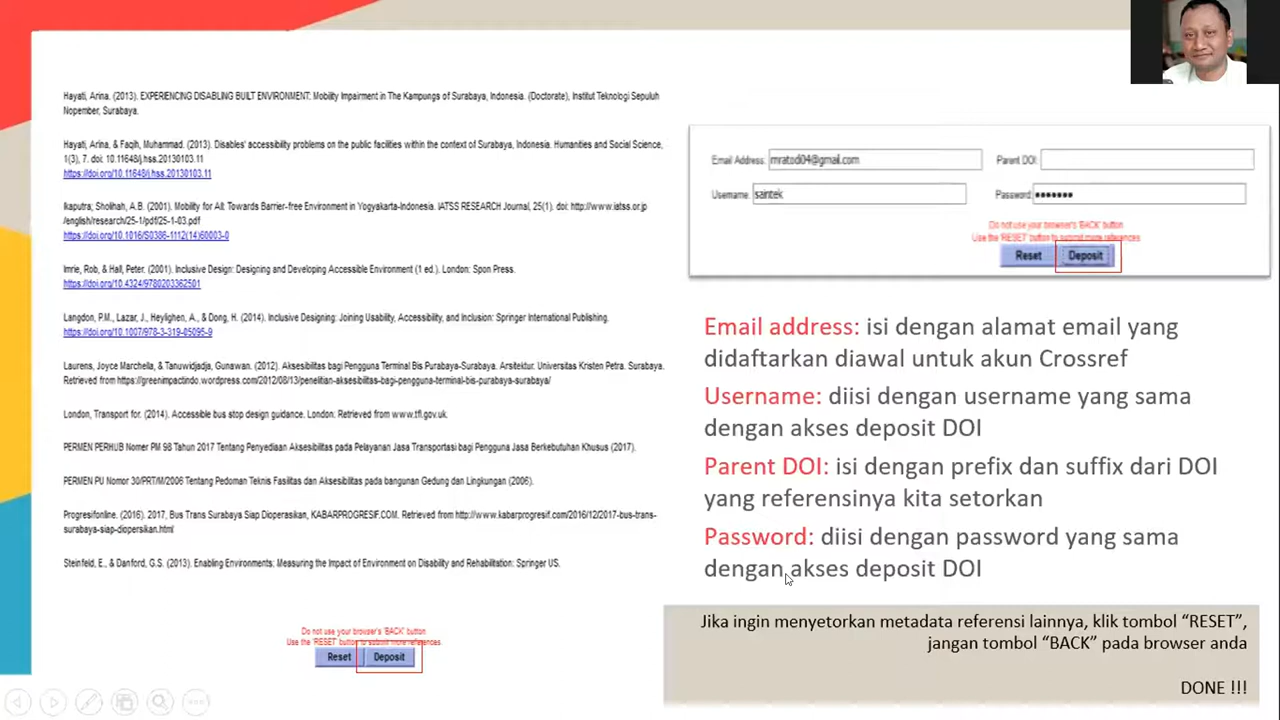 Hayati, Arina. (2013). EXPERIENCING DISABLING BUILT ENVIRONMENT: Mobility Impairment in The Kampungs of Surabaya, Indonesia. (Doctorate), Institut Teknologi Sepuluh
Nopember, Surabaya.
Hayati, Arina, & Faqih, Muhammad. (2013). Disables' accessibility problems on the public facilities within the context of Surabaya, Indonesia. Humanities and Social Science,
1(3), 7. doi: 10.11648/j.hss.20130103.11
https://doi.org/10.11648/j.hss.20130103.11
Ikaputra; Sholihah, A.B. (2001). Mobility for All: Towards Barrier-free Environment in Yogyakarta-Indonesia. IATSS RESEARCH Journal, 25(1). doi: http://www.iatss.or.jp
/english/research/25-1/pdf/25-1-03.pdf
https://doi.org/10.1016/S0386-1112(14)60003-0
Imrie, Rob, & Hall, Peter. (2001). Inclusive Design: Designing and Developing Accessible Environment (1 ed.). London: Spon Press.
https://doi.org/10.4324/9780203362501
Langdon, P.M., Lazar, J., Heylighen, A., & Dong, H. (2014). Inclusive Designing: Joining Usability, Accessibility, and Inclusion: Springer International Publishing.
https://doi.org/10.1007/978-3-319-05095-9
Laurens, Joyce Marchella, & Tanuwidjadja, Gunawan. (2012). Aksesibilitas bagi Pengguna Terminal Bis Purabaya-Surabaya. Arsitektur. Universitas Kristen Petra. Surabaya.
Retrieved from https://greenimpactindo.wordpress.com/2012/08/13/penelitian-aksesibilitas-bagi-pengguna-terminal-bis-purabaya-surabaya/
London, Transport for. (2014). Accessible bus stop design guidance. London: Retrieved from www.tfl.gov.uk.
PERMEN PERHUB Nomer PM 98 Tahun 2017 Tentang Penyediaan Aksesibilitas pada Pelayanan Jasa Transportasi bagi Pengguna Jasa Berkebutuhan Khusus (2017).
PERMEN PU Nomor 30/PRT/M/2006 Tentang Pedoman Teknis Fasilitas dan Aksesibilitas pada bangunan Gedung dan Lingkungan (2006).
Progresifonline. (2016). 2017, Bus Trans Surabaya Siap Dioperasikan, KABARPROGRESIF.COM. Retrieved from http://www.kabarprogresif.com/2016/12/2017-bus-trans-
surabaya-siap-diopersikan.html
Steinfeld, E., & Danford, G.S. (2013). Enabling Environments: Measuring the Impact of Environment on Disability and Rehabilitation: Springer US.
Do not use your browser's 'BACK' button
Use the 'RESET' button to submit more references
Reset Deposit
Email Address: mratodi04@gmail.com Parent DOI:
Username: saintek Password: •••••••
Do not use your browser's 'BACK' button
Use the 'RESET' button to submit more references
Reset Deposit
Email address: isi dengan alamat email yang
didaftarkan diawal untuk akun Crossref
Username: diisi dengan username yang sama
dengan akses deposit DOI
Parent DOI: isi dengan prefix dan suffix dari DOI
yang referensinya kita setorkan
Password: diisi dengan password yang sama
dengan akses deposit DOI
Jika ingin menyetorkan metadata referensi lainnya, klik tombol “RESET”,
jangan tombol “BACK” pada browser anda
DONE !!!